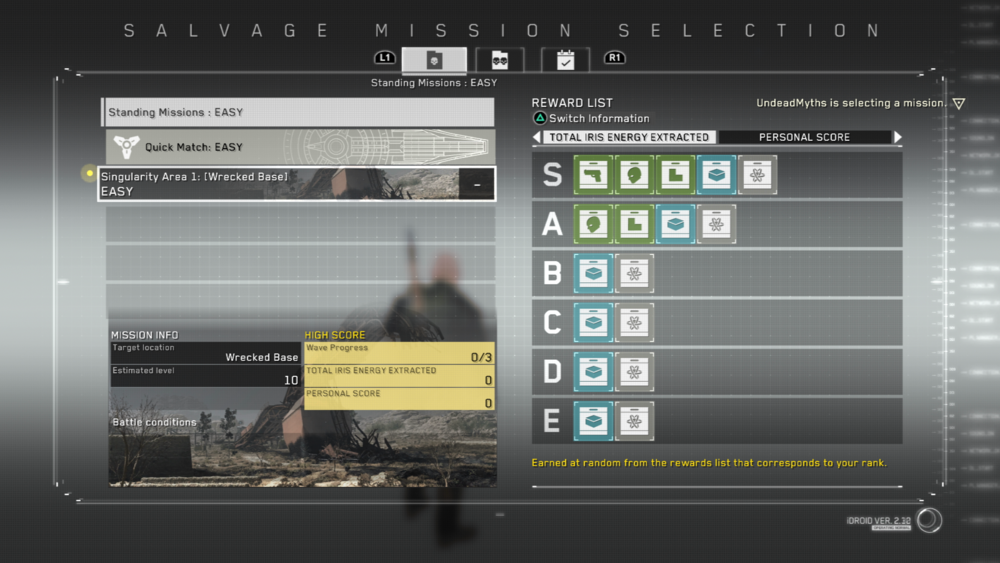 SALVAGE MISSION SELECTION
L1
R1
Standing Missions : EASY
Standing Missions : EASY
Quick Match: EASY
Singularity Area 1: [Wrecked Base]
EASY
–
MISSION INFO
Target location
Wrecked Base
Estimated level
10
Battle conditions
HIGH SCORE
Wave Progress
0/3
TOTAL IRIS ENERGY EXTRACTED
0
PERSONAL SCORE
0
REWARD LIST
UndeadMyths is selecting a mission.
Switch Information
TOTAL IRIS ENERGY EXTRACTED
PERSONAL SCORE
S
A
B
C
D
E
Earned at random from the rewards list that corresponds to your rank.
iDROID VER. 2.10